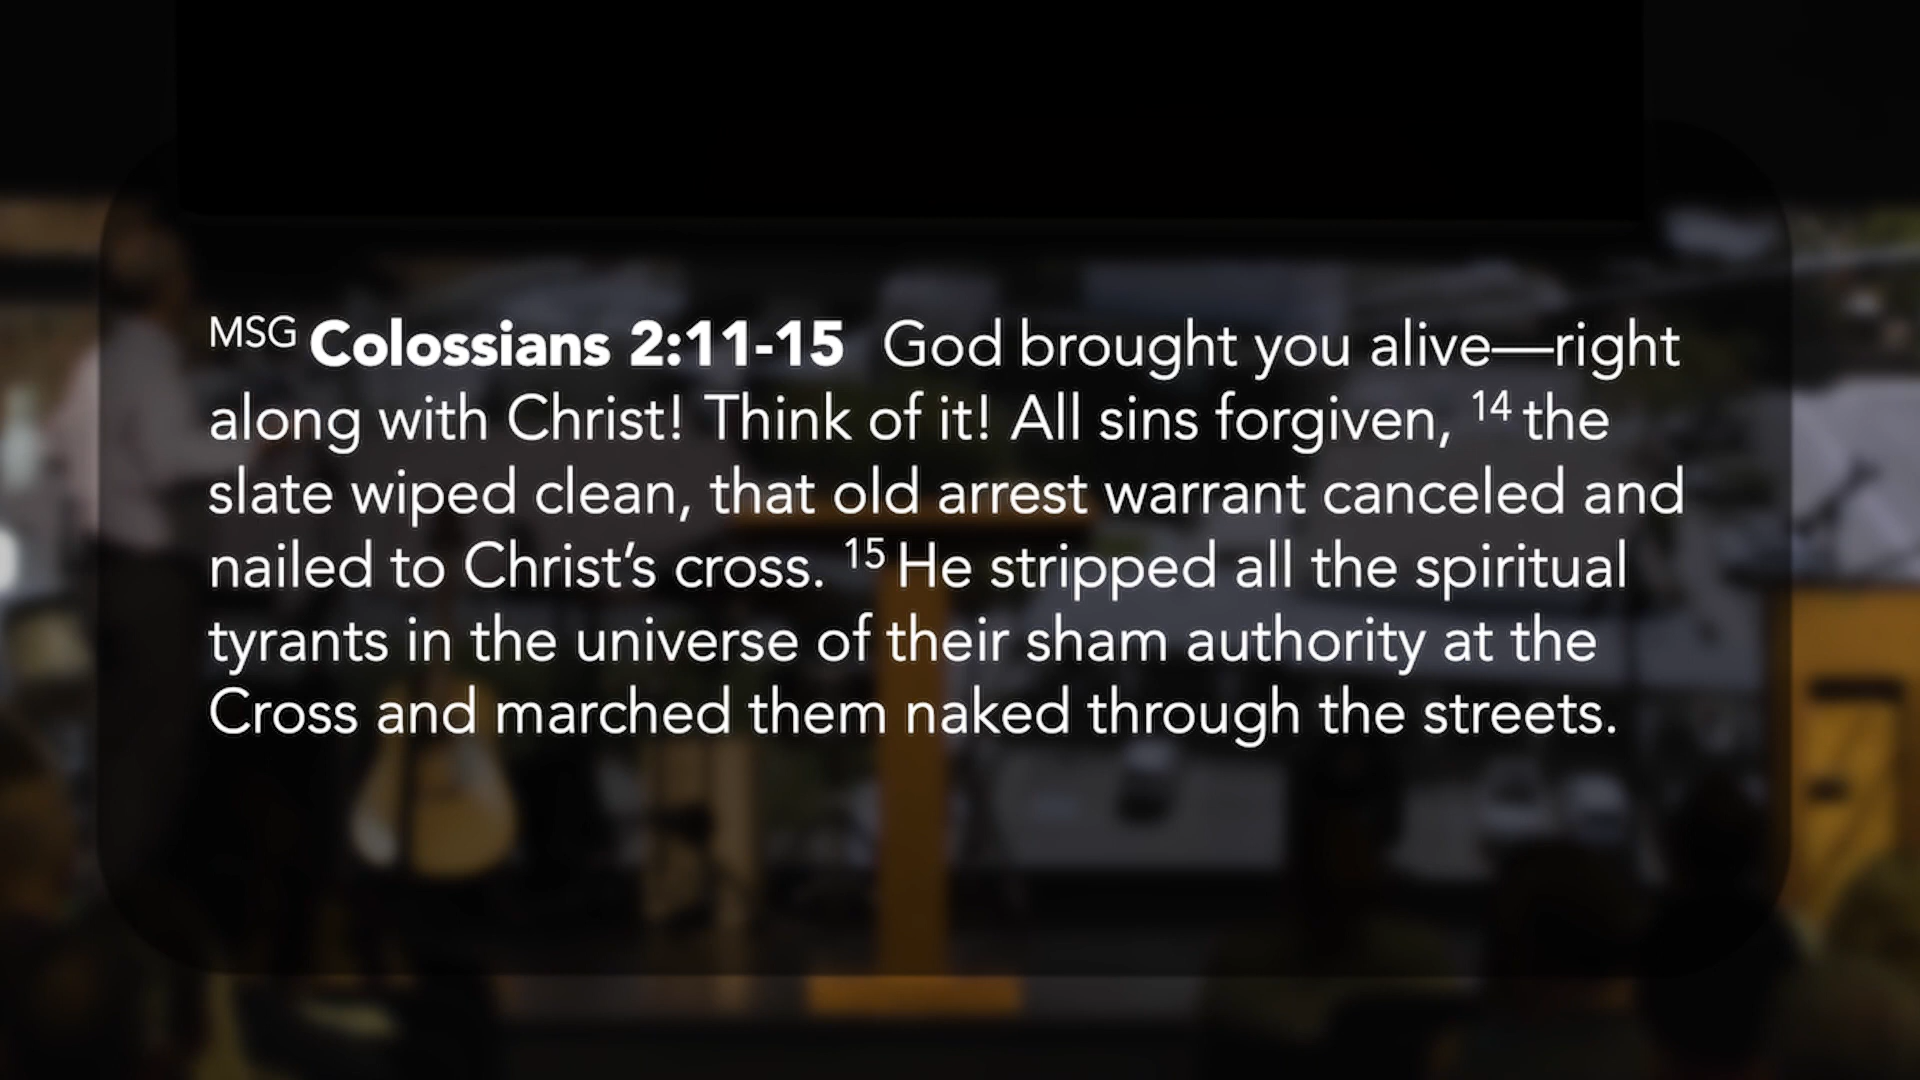 MSG Colossians 2:11-15 God brought you alive—right
along with Christ! Think of it! All sins forgiven, 14 the
slate wiped clean, that old arrest warrant canceled and
nailed to Christ’s cross. 15 He stripped all the spiritual
tyrants in the universe of their sham authority at the
Cross and marched them naked through the streets.